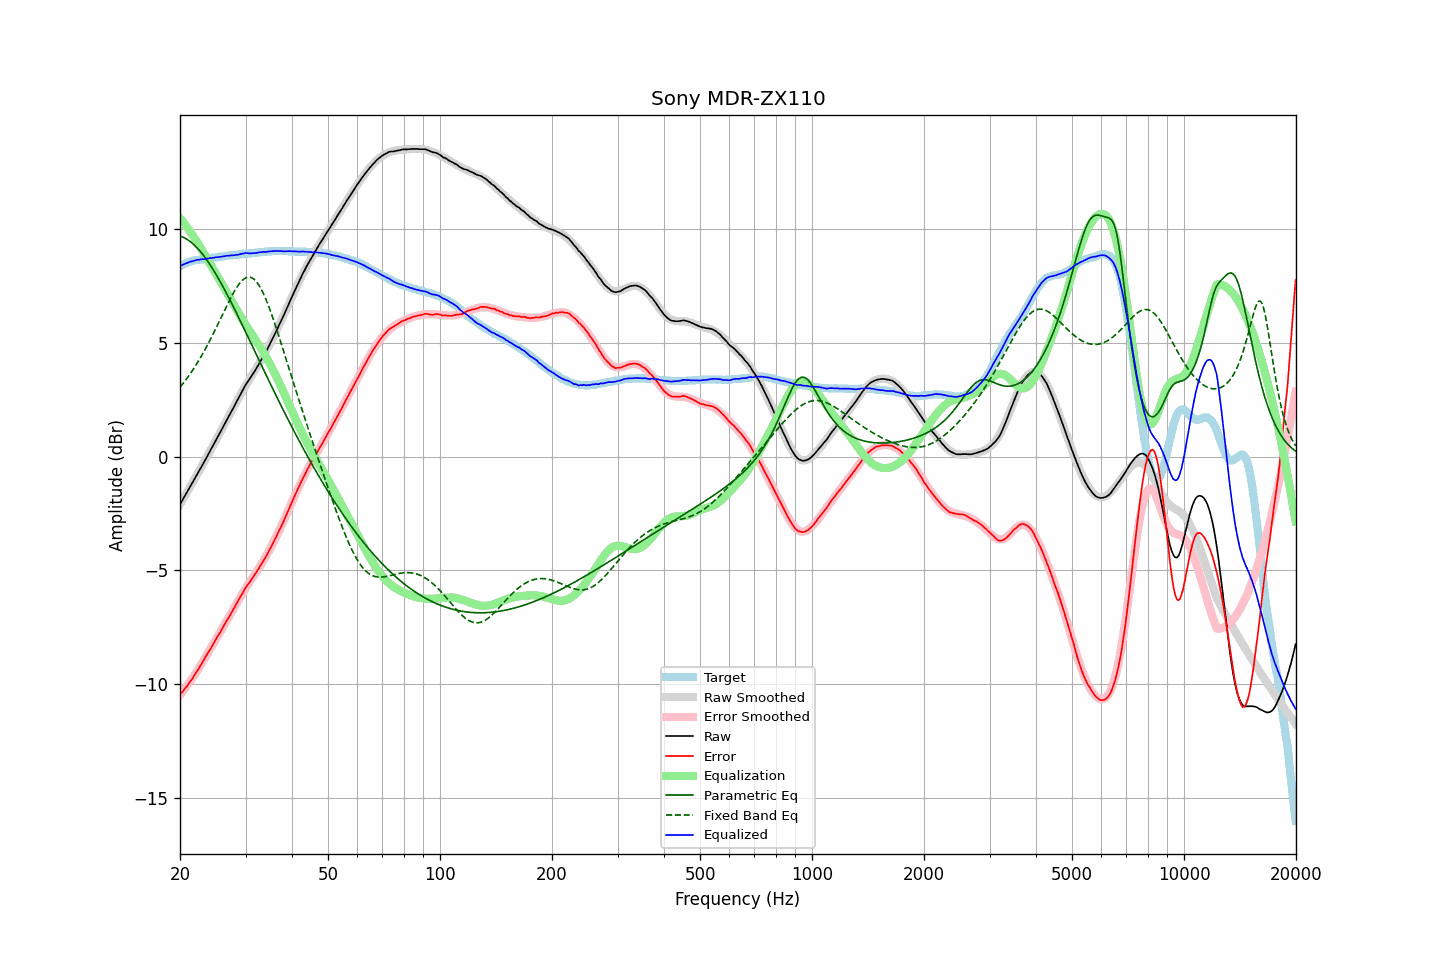 Sony MDR-ZX110
Amplitude (dBr)
10
5
0
−5
−10
−15
Target
Raw Smoothed
Error Smoothed
Raw
Error
Equalization
Parametric Eq
Fixed Band Eq
Equalized
20 50 100 200 500 1000 2000 5000 10000 20000
Frequency (Hz)